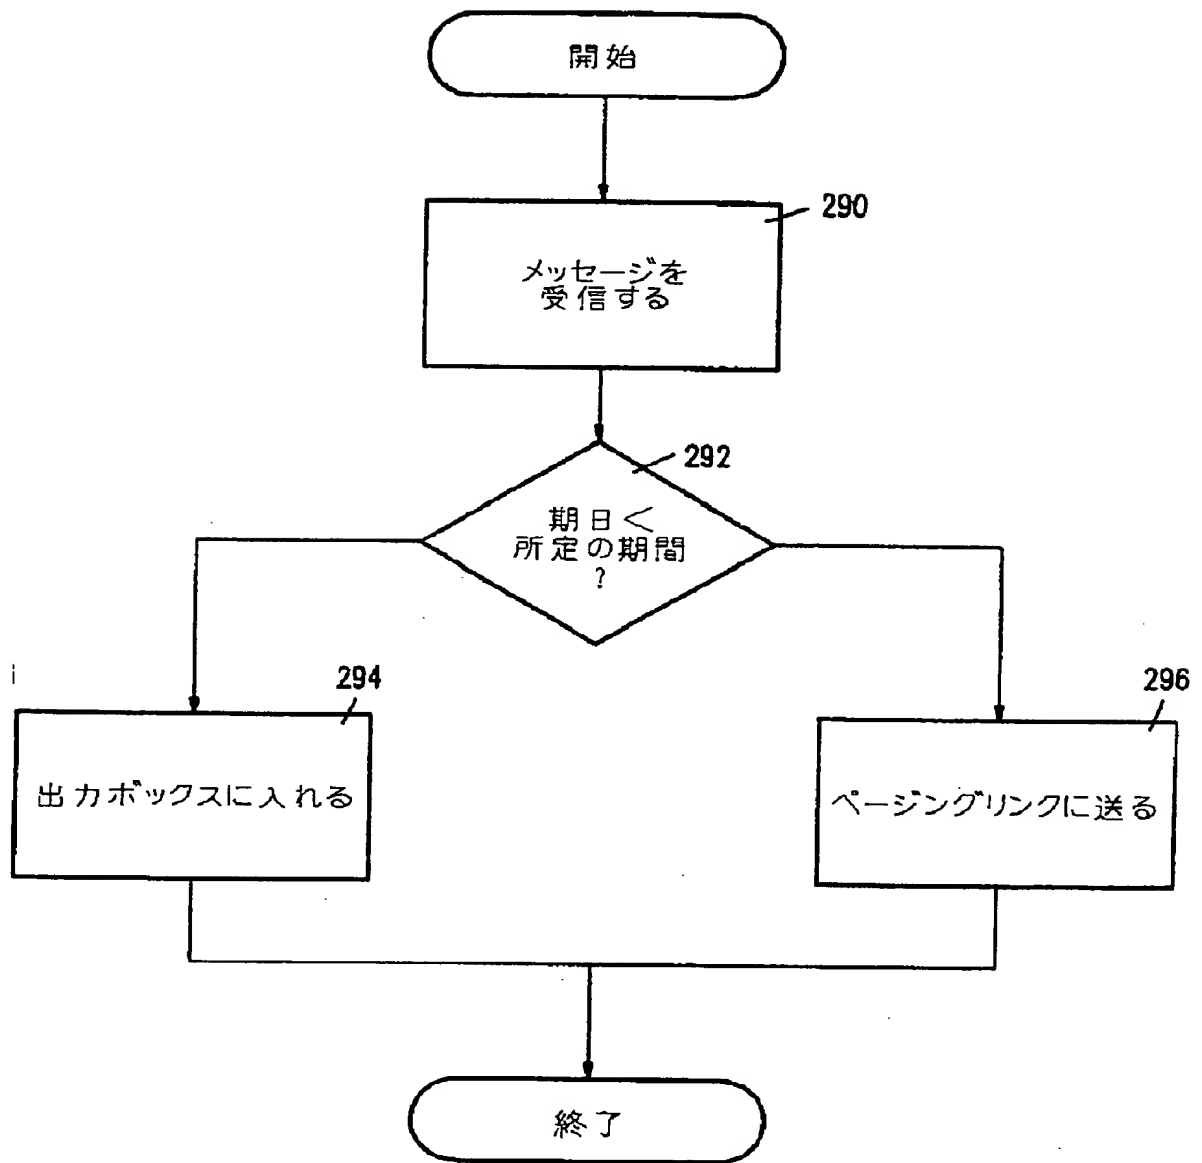 開始
290
メッセージを
受信する
292
期日<
所定の期間
?
294
出力ボックスに入れる
296
ページングリンクに送る
終了